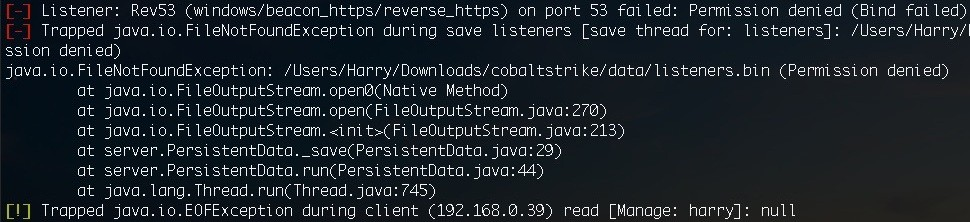 [-] Listener: Rev53 (windows/beacon_https/reverse_https) on port 53 failed: Permission denied (Bind failed)
[-] Trapped java.io.FileNotFoundException during save listeners [save thread for: listeners]: /Users/Harry/
ssion denied)
java.io.FileNotFoundException: /Users/Harry/Downloads/cobaltstrike/data/listeners.bin (Permission denied)
at java.io.FileOutputStream.open0(Native Method)
at java.io.FileOutputStream.open(FileOutputStream.java:270)
at java.io.FileOutputStream.<init>(FileOutputStream.java:213)
at server.PersistentData._save(PersistentData.java:29)
at server.PersistentData.run(PersistentData.java:44)
at java.lang.Thread.run(Thread.java:745)
[!] Trapped java.io.EOFException during client (192.168.0.39) read [Manage: harry]: null